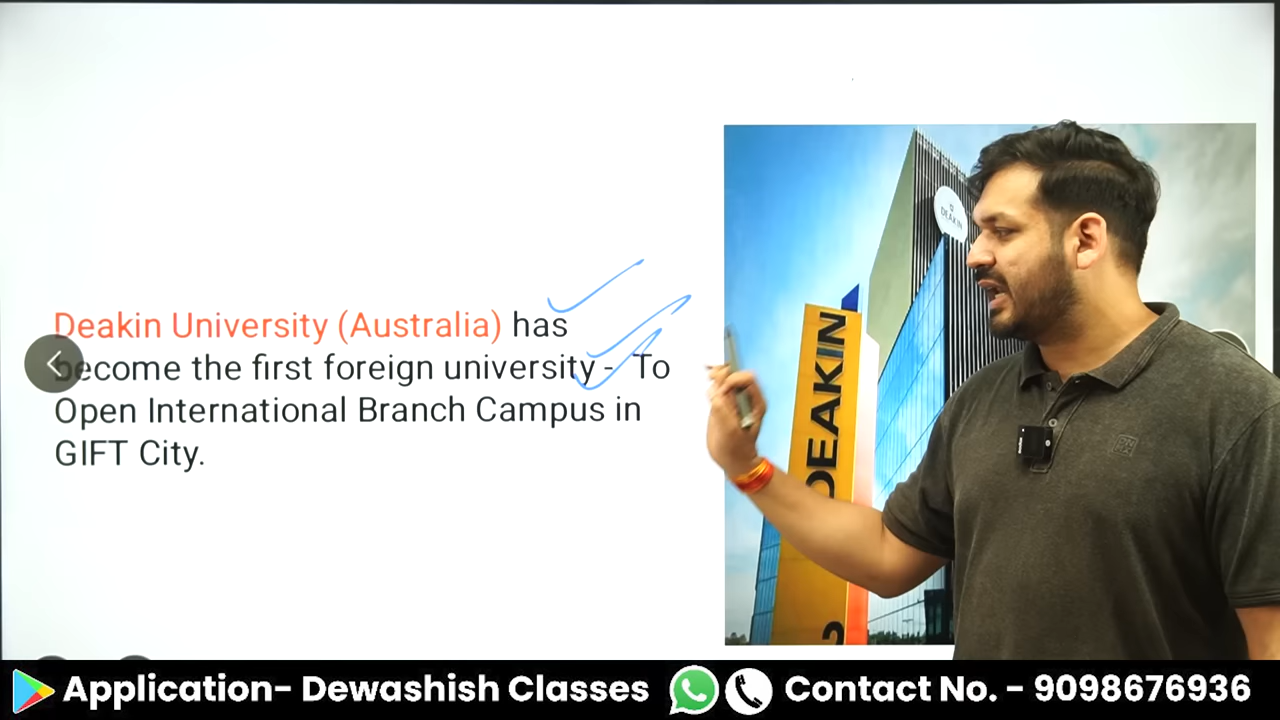 DEAKIN
DEAKIN
2
Deakin University (Australia) has
become the first foreign university - To
Open International Branch Campus in
GIFT City.
Application- Dewashish Classes
Contact No. - 9098676936